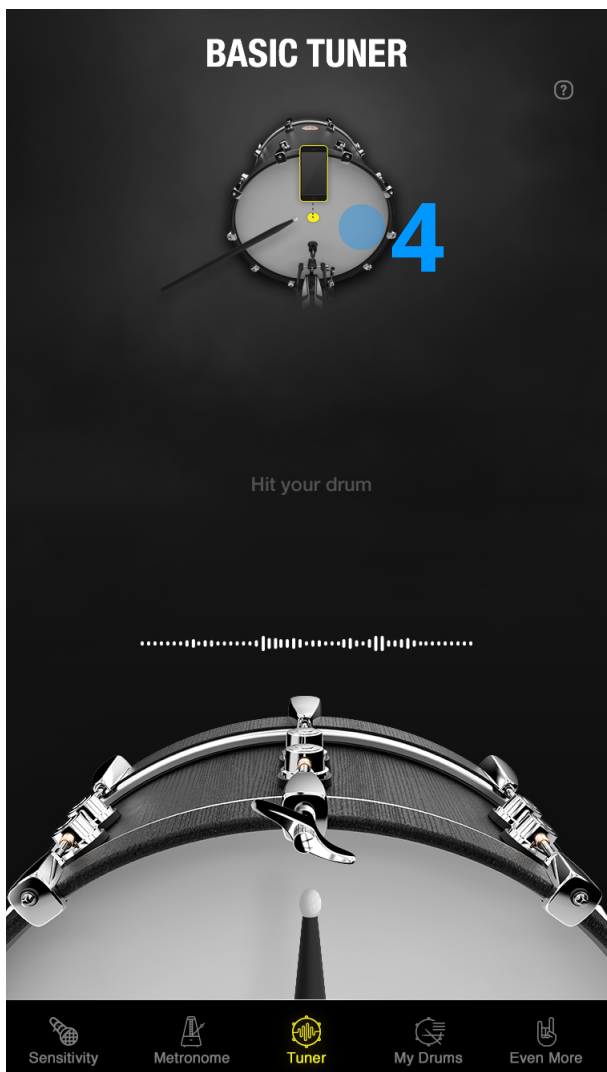 BASIC TUNER
?
4
Hit your drum
Sensitivity
Metronome
Tuner
My Drums
Even More